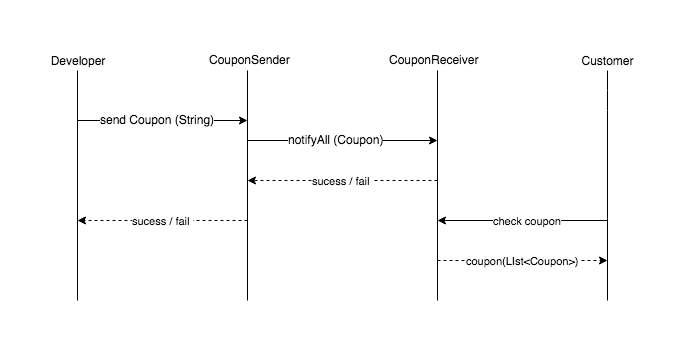 Developer
CouponSender
CouponReceiver
Customer
send Coupon (String)
notifyAll (Coupon)
sucess / fail
sucess / fail
check coupon
coupon(LIst<Coupon>)